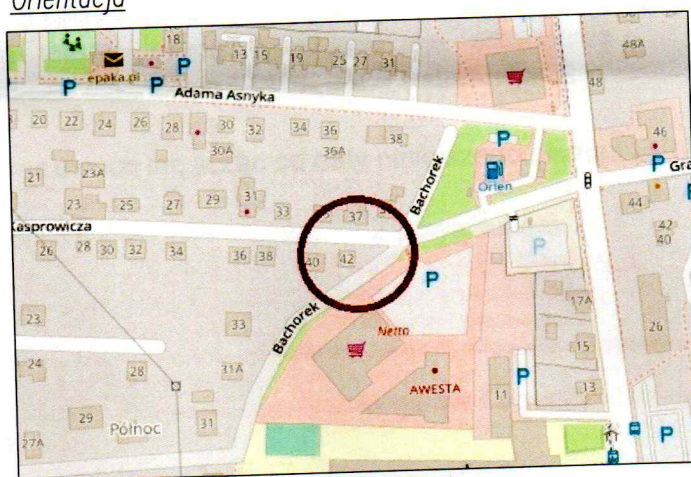 Orientacja
18
13 15 19 25 27 31
48A
epaka.pl
P P P
48
Adama Asnyka
20 22 24 26 28 30 32 34 36 38
30A 36A
P
46
P
Orlen
Bachorek
Gra
21 23A
23 25 27 29 31 33 37
44
42
40
Kasprowicza
26 28 30 32 34 36 38 40 42
P
P
17A
23
33
Bachorek
Netto
26
15
24 28 31A
AWESTA
P
11
13
29
Północ
31
27A
P